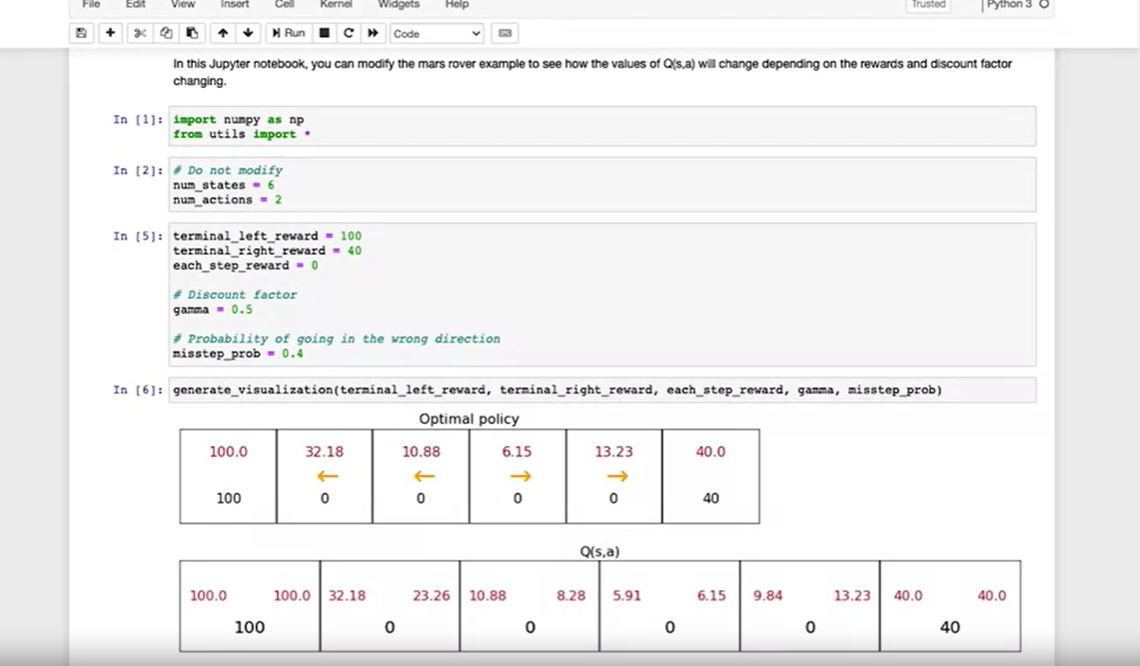 File Edit View Insert Cell Kernel Widgets Help Trusted Python 3
Run Code
In this Jupyter notebook, you can modify the mars rover example to see how the values of Q(s,a) will change depending on the rewards and discount factor
changing.
In [1]: import numpy as np
from utils import *
In [2]: # Do not modify
num_states = 6
num_actions = 2
In [5]: terminal_left_reward = 100
terminal_right_reward = 40
each_step_reward = 0
# Discount factor
gamma = 0.5
# Probability of going in the wrong direction
misstep_prob = 0.4
In [6]: generate_visualization(terminal_left_reward, terminal_right_reward, each_step_reward, gamma, misstep_prob)
Optimal policy
100.0 32.18 10.88 6.15 13.23 40.0
← ← → →
100 0 0 0 0 40
Q(s,a)
100.0 100.0 32.18 23.26 10.88 8.28 5.91 6.15 9.84 13.23 40.0 40.0
100 0 0 0 0 40